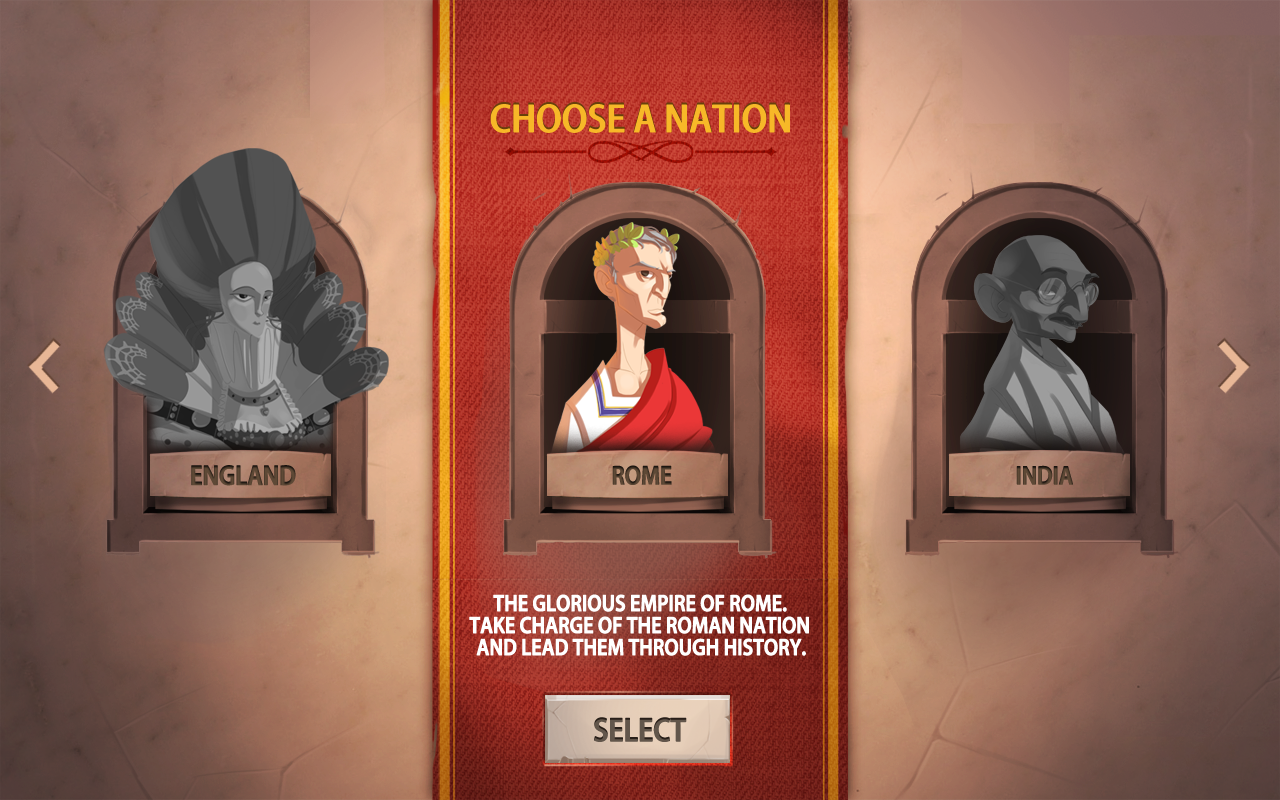 CHOOSE A NATION
ENGLAND
ROME
INDIA
THE GLORIOUS EMPIRE OF ROME.
TAKE CHARGE OF THE ROMAN NATION
AND LEAD THEM THROUGH HISTORY.
SELECT